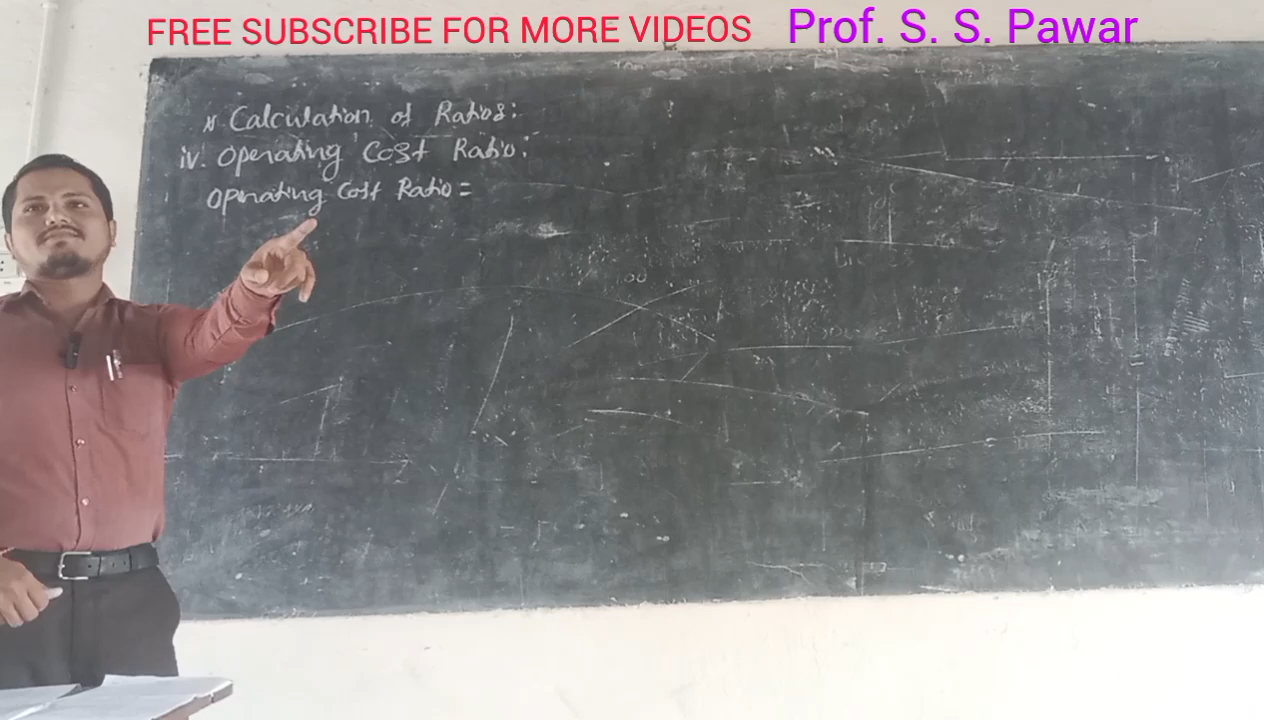 FREE SUBSCRIBE FOR MORE VIDEOS Prof. S. S. Pawar
* Calculation of Ratios:
iv. Operating Cost Ratio:
Operating Cost Ratio =